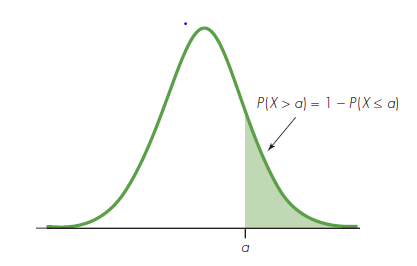 P(X > a) = 1 – P(X ≤ a)
a